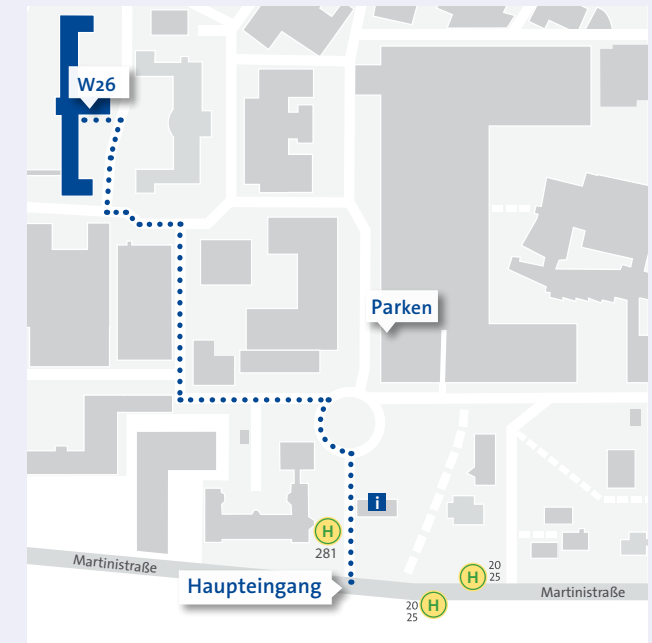 W26
Parken
i
H
281
Martinistraße
Haupteingang
H
20
25
20
25
H
Martinistraße